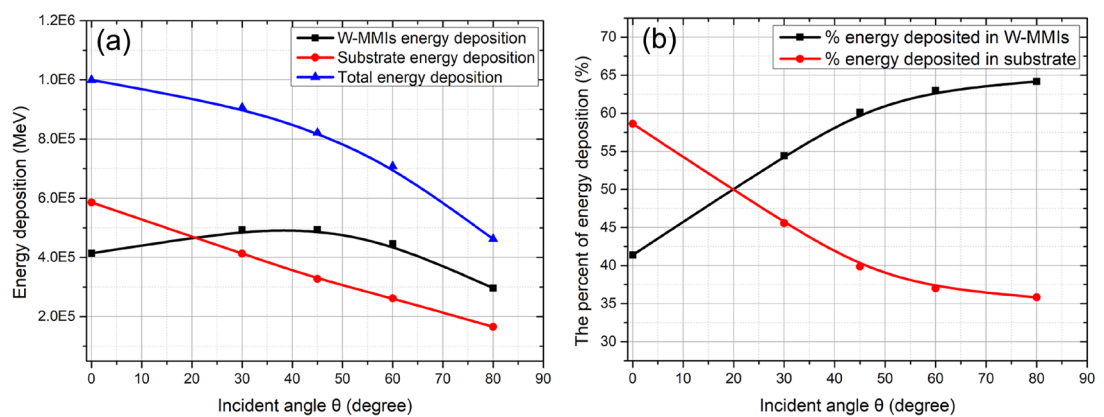 (a)
W-MMIs energy deposition
Substrate energy deposition
Total energy deposition
Energy deposition (MeV)
1.2E6
1.0E6
8.0E5
6.0E5
4.0E5
2.0E5
0 10 20 30 40 50 60 70 80 90
Incident angle θ (degree)
(b)
% energy deposited in W-MMIs
% energy deposited in substrate
The percent of energy deposition (%)
70
65
60
55
50
45
40
35
30
0 10 20 30 40 50 60 70 80 90
Incident angle θ (degree)